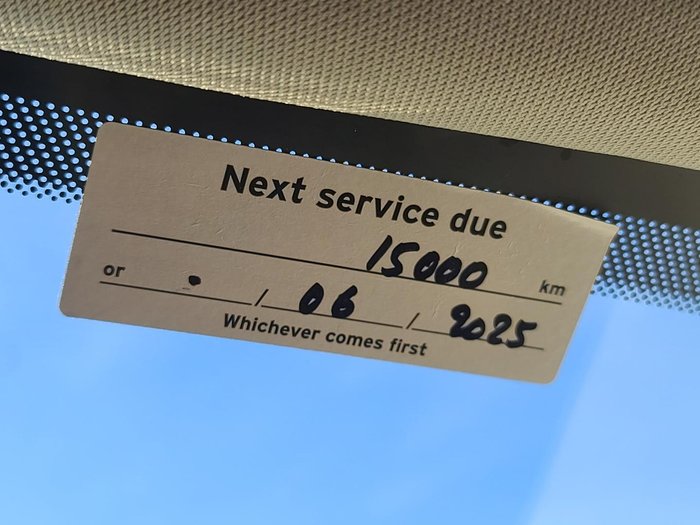 Next service due
15000 km
or . / 06 / 2025
Whichever comes first